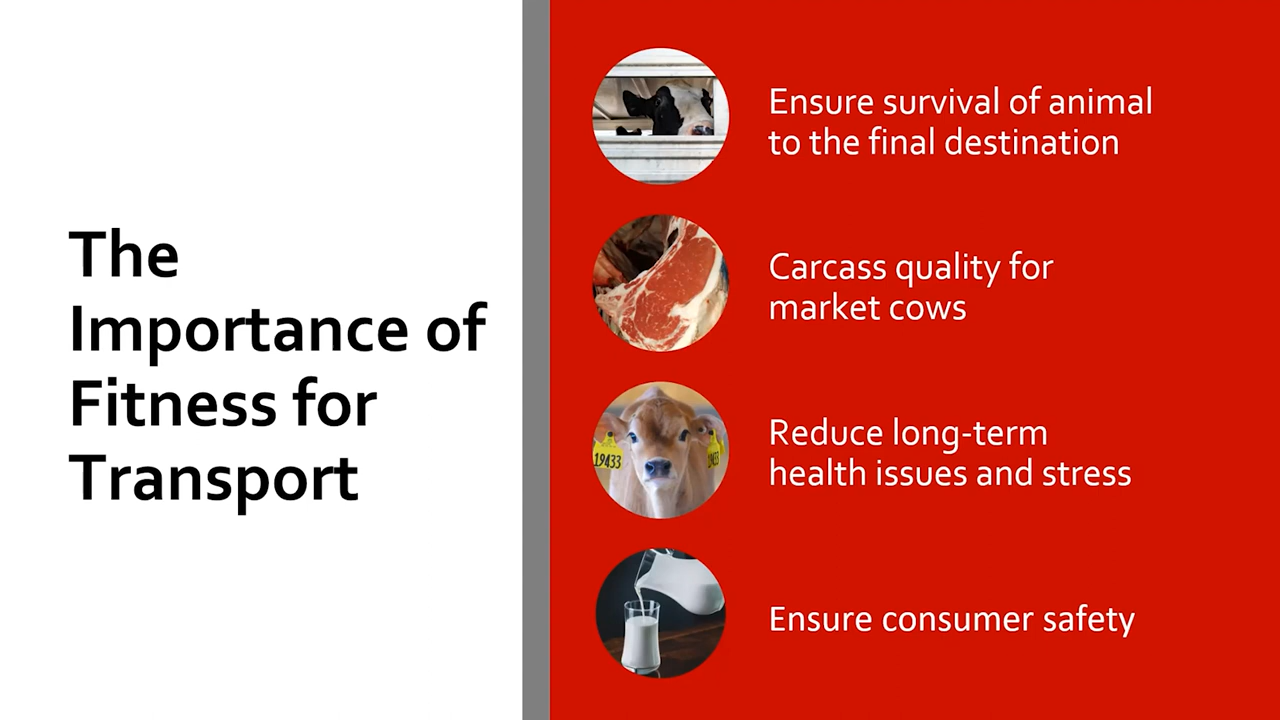 The
Importance of
Fitness for
Transport
Ensure survival of animal
to the final destination
Carcass quality for
market cows
Reduce long-term
health issues and stress
19433
Ensure consumer safety